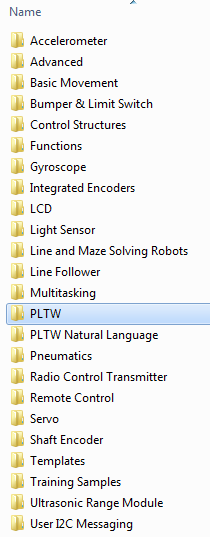 Name
Accelerometer
Advanced
Basic Movement
Bumper & Limit Switch
Control Structures
Functions
Gyroscope
Integrated Encoders
LCD
Light Sensor
Line and Maze Solving Robots
Line Follower
Multitasking
PLTW
PLTW Natural Language
Pneumatics
Radio Control Transmitter
Remote Control
Servo
Shaft Encoder
Templates
Training Samples
Ultrasonic Range Module
User I2C Messaging